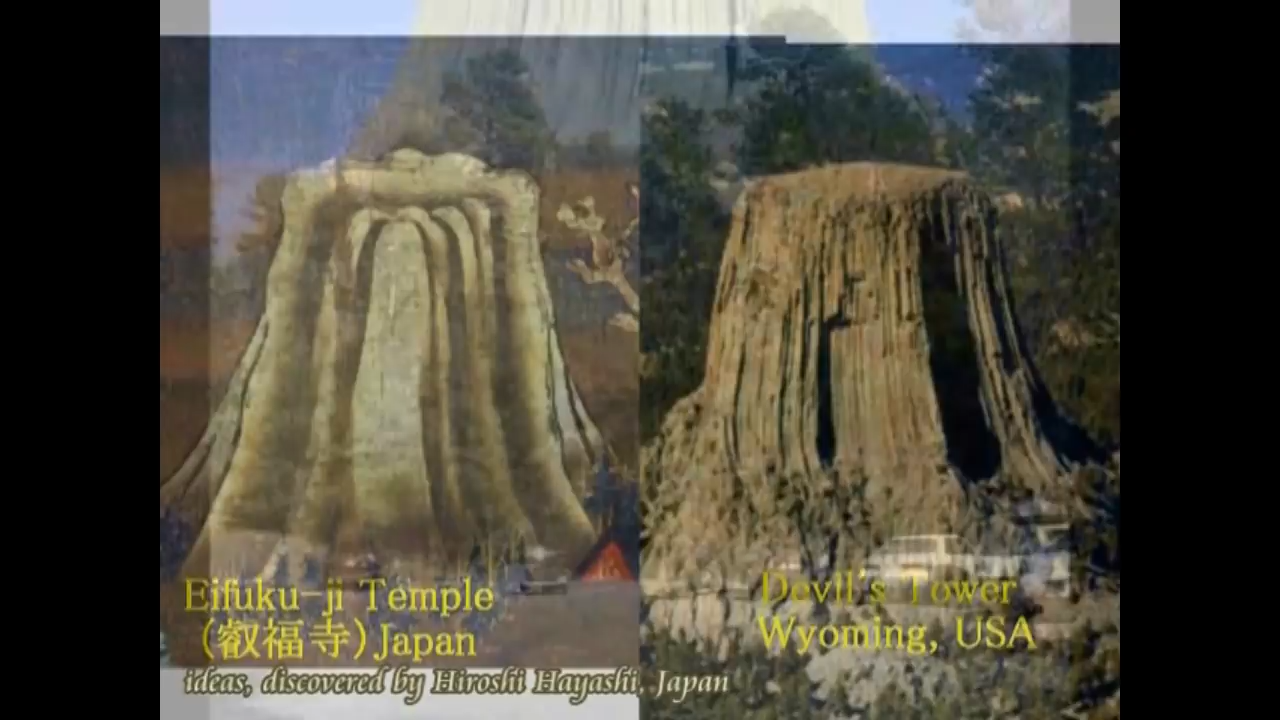 Eifuku-ji Temple
(叡福寺)Japan
Devil's Tower
Wyoming, USA
ideas, discovered by Hiroshi Hayashi, Japan